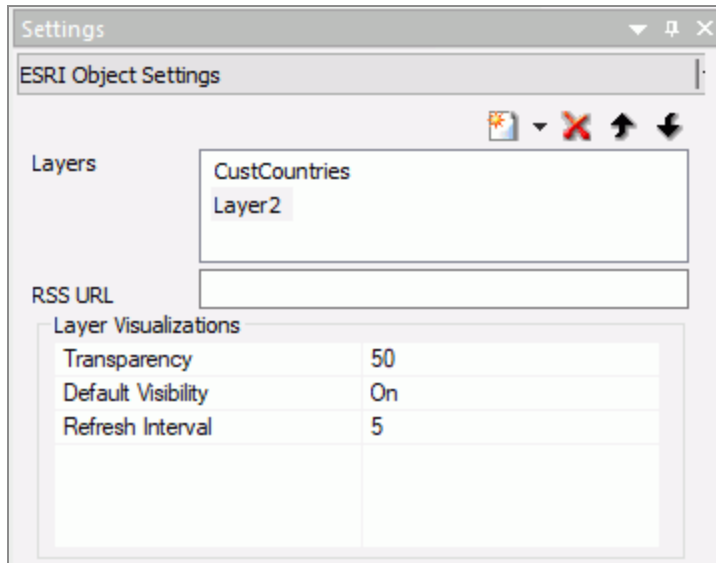 Settings
ESRI Object Settings
Layers
CustCountries
Layer2
RSS URL
Layer Visualizations
Transparency 50
Default Visibility On
Refresh Interval 5